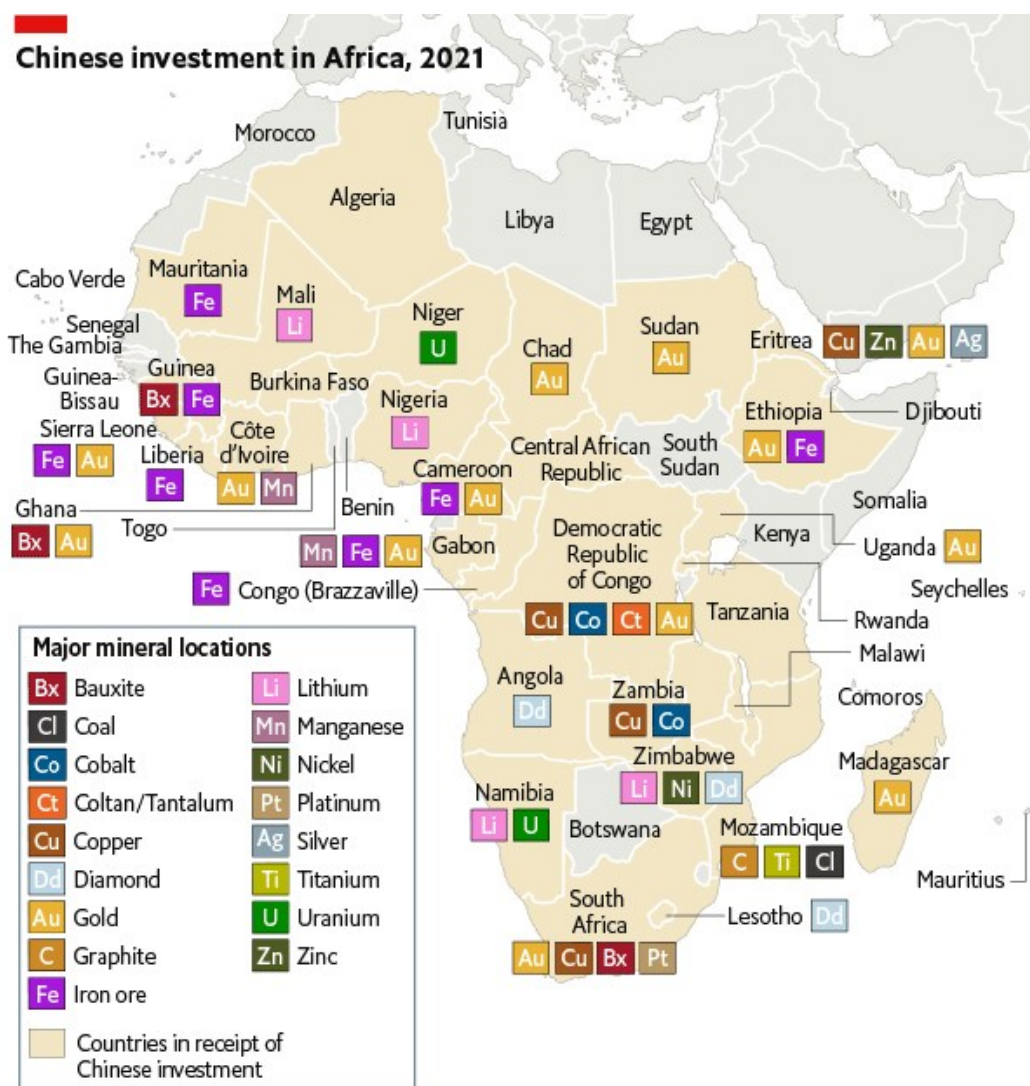 Chinese investment in Africa, 2021
Tunisia
Morocco
Algeria
Libya
Egypt
Cabo Verde
Mauritania
Fe
Mali
Li
Niger
U
Chad
Au
Sudan
Au
Eritrea Cu Zn Au Ag
Senegal
The Gambia
Guinea-
Bissau
Guinea
Bx Fe
Burkina Faso
Nigeria
Li
Ethiopia
Au Fe
Djibouti
Sierra Leone
Fe Au
Liberia
Fe
Côte
d'Ivoire
Au Mn
Central African
Republic
South
Sudan
Cameroon
Fe Au
Somalia
Ghana
Bx Au
Togo
Benin
Mn Fe Au
Gabon
Democratic
Republic
of Congo
Cu Co Ct Au
Kenya
Uganda Au
Seychelles
Fe Congo (Brazzaville)
Tanzania
Rwanda
Malawi
Angola
Dd
Zambia
Cu Co
Comoros
Zimbabwe
Li Ni Dd
Madagascar
Au
Namibia
Li U
Botswana
Mozambique
C Ti Cl
Mauritius
South
Africa
Au Cu Bx Pt
Lesotho Dd
Major mineral locations
Bx Bauxite
Cl Coal
Co Cobalt
Ct Coltan/Tantalum
Cu Copper
Dd Diamond
Au Gold
C Graphite
Fe Iron ore
Li Lithium
Mn Manganese
Ni Nickel
Pt Platinum
Ag Silver
Ti Titanium
U Uranium
Zn Zinc
Countries in receipt of
Chinese investment